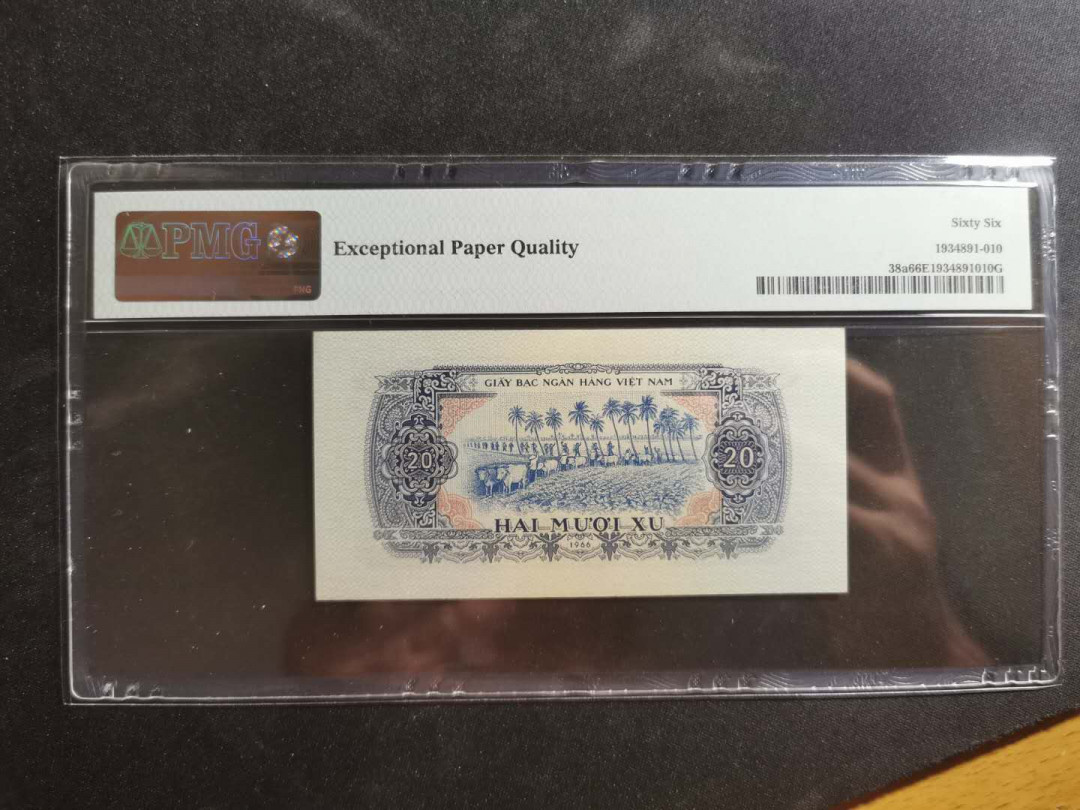 PMG
Exceptional Paper Quality
PMG
Sixty Six
1934891-010
38a66E1934891010G
GIẤY BẠC NGÂN HÀNG VIỆT NAM
20
20
HAI MƯƠI XU
1966